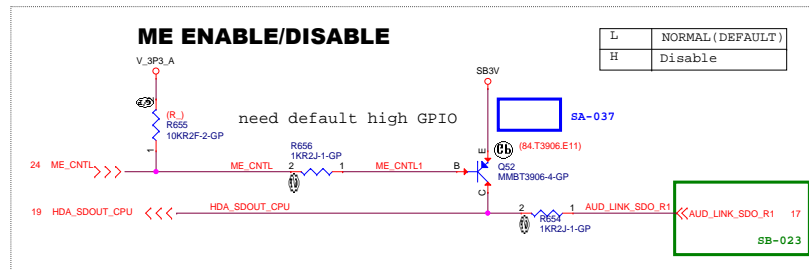 ME ENABLE/DISABLE
L NORMAL(DEFAULT)
H Disable
V_3P3_A
SB3V
2
(R_)
R655
10KR2F-2-GP
1
need default high GPIO
SA-037
R656
1KR2J-1-GP
E
(84.T3906.E11)
24 ME_CNTL
ME_CNTL
2
1
ME_CNTL1
B
Q52
MMBT3906-4-GP
C
19 HDA_SDOUT_CPU
HDA_SDOUT_CPU
2
R654
1KR2J-1-GP
1
AUD_LINK_SDO_R1
AUD_LINK_SDO_R1 17
SB-023